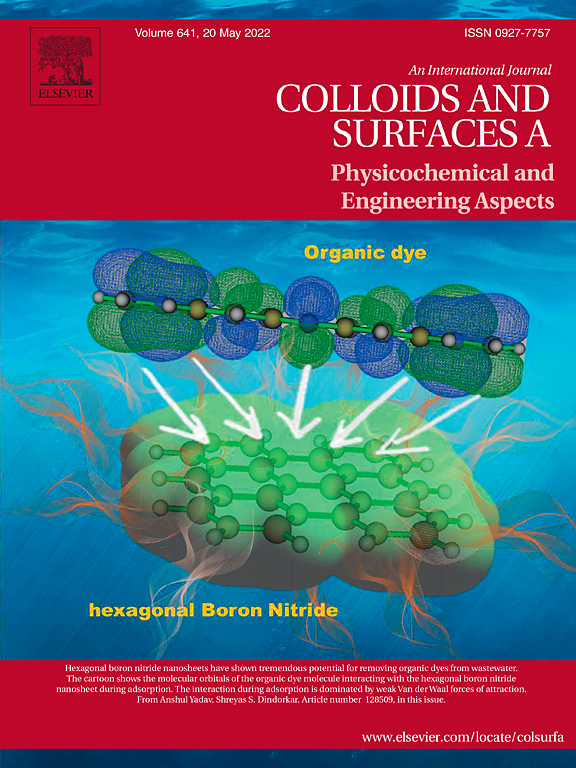 Volume 641, 20 May 2022
ISSN 0927-7757
ELSEVIER
An International Journal
COLLOIDS AND
SURFACES A
Physicochemical and
Engineering Aspects
Organic dye
hexagonal Boron Nitride
Hexagonal boron nitride nanosheets have shown tremendous potential for removing organic dyes from wastewater.
The cartoon shows the molecular orbitals of the organic dye molecule interacting with the hexagonal boron nitride
nanosheet during adsorption. The interaction during adsorption is dominated by weak Van der Waal forces of attraction.
From Anshul Yadav, Shreyas S. Dindorkar. Article number 128509, in this issue.
www.elsevier.com/locate/colsurfa